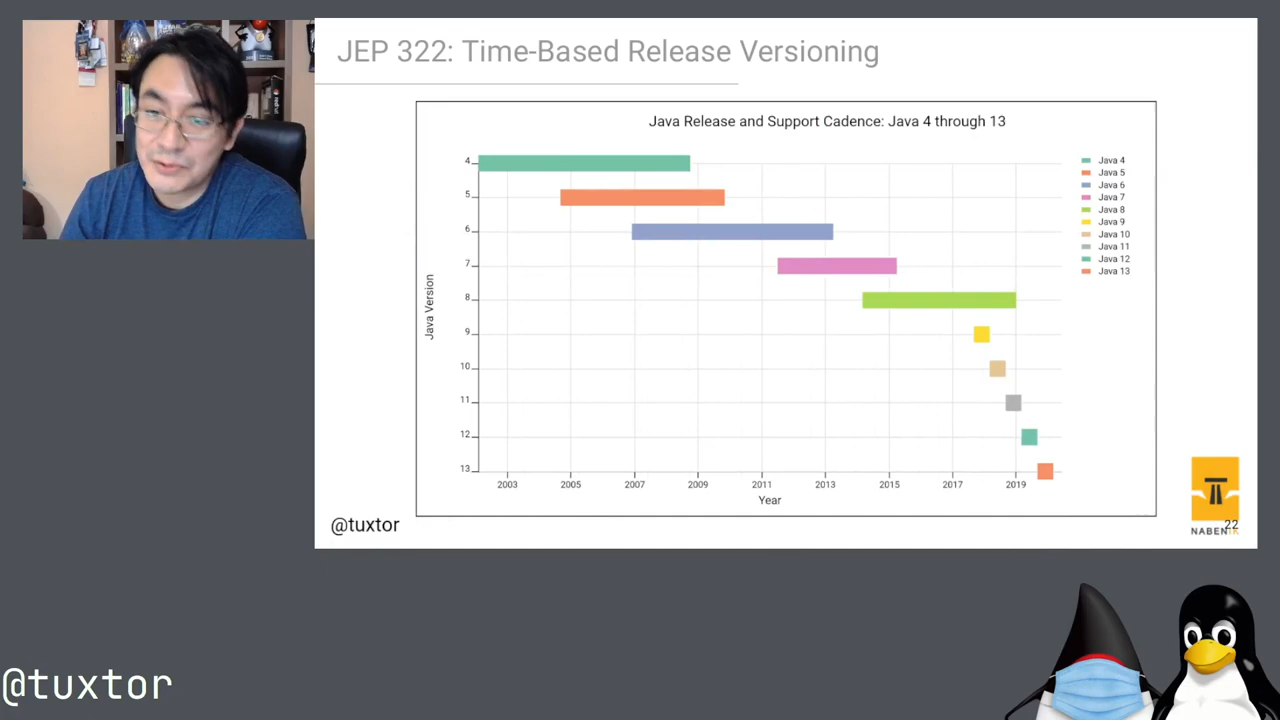 JEP 322: Time-Based Release Versioning
Java Release and Support Cadence: Java 4 through 13
Java Version
4
5
6
7
8
9
10
11
12
13
2003 2005 2007 2009 2011 2013 2015 2017 2019
Year
Java 4
Java 5
Java 6
Java 7
Java 8
Java 9
Java 10
Java 11
Java 12
Java 13
@tuxtor
22
NABENIK
@tuxtor